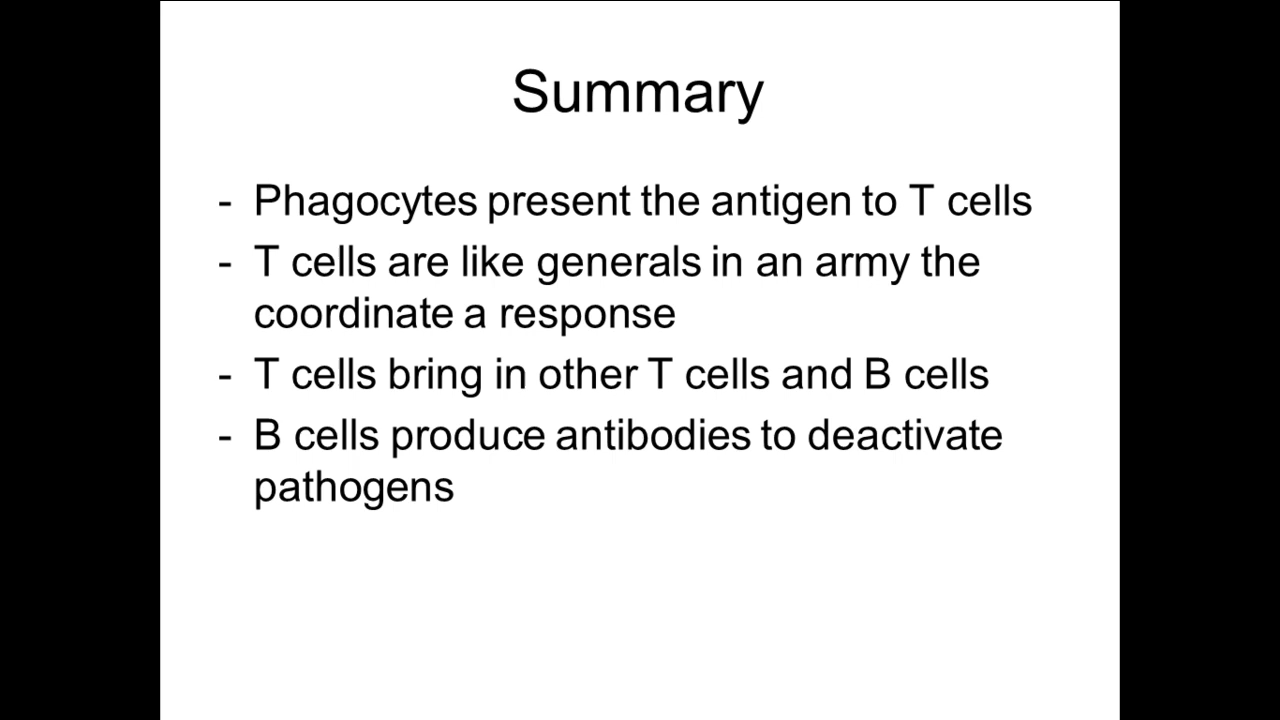 Summary
- Phagocytes present the antigen to T cells
- T cells are like generals in an army the
coordinate a response
- T cells bring in other T cells and B cells
- B cells produce antibodies to deactivate
pathogens